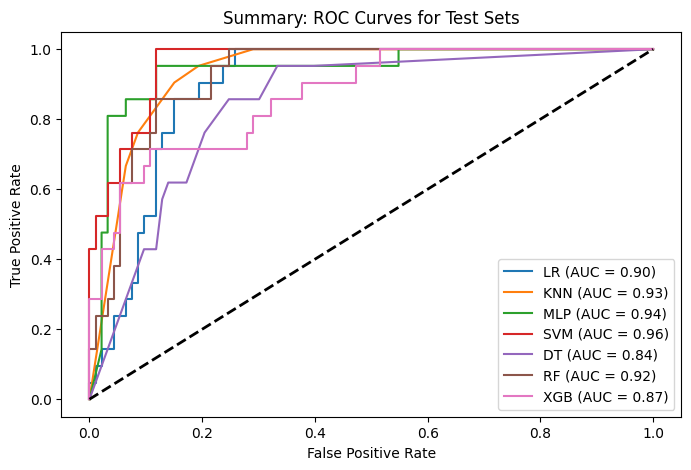 Summary: ROC Curves for Test Sets
True Positive Rate
1.0
0.8
0.6
0.4
0.2
0.0
0.0 0.2 0.4 0.6 0.8 1.0
False Positive Rate
LR (AUC = 0.90)
KNN (AUC = 0.93)
MLP (AUC = 0.94)
SVM (AUC = 0.96)
DT (AUC = 0.84)
RF (AUC = 0.92)
XGB (AUC = 0.87)